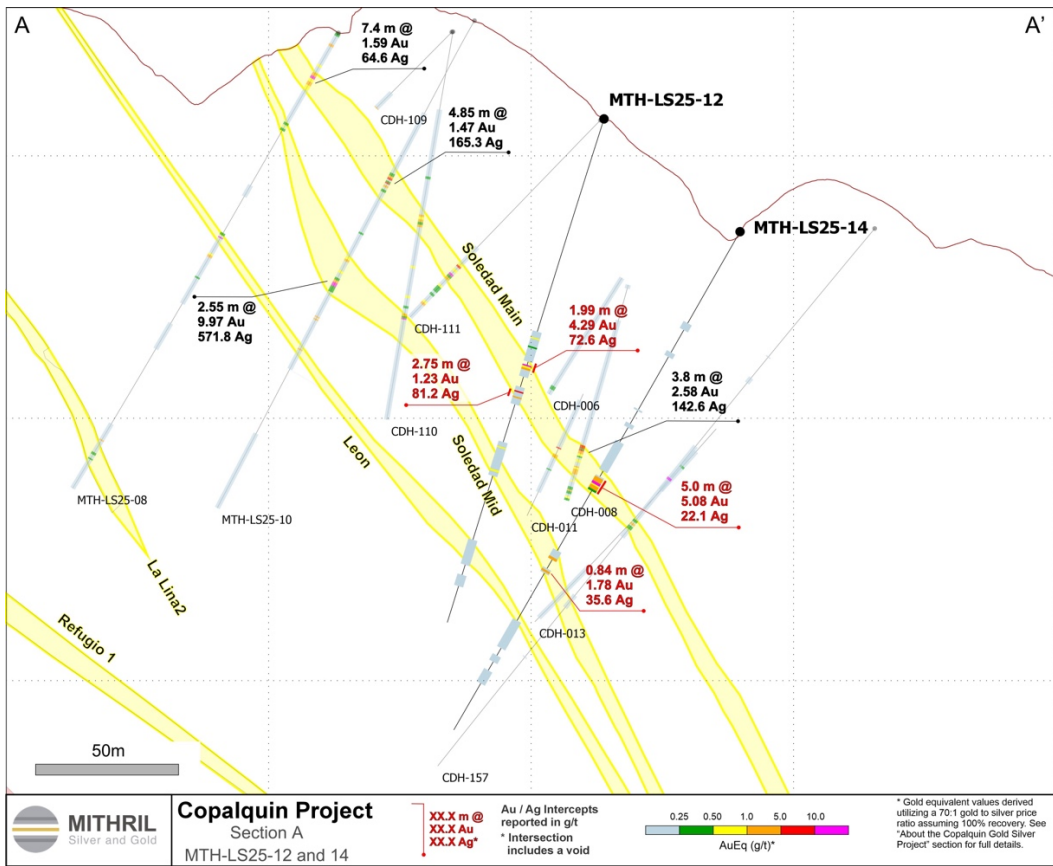 A
A'
7.4 m @
1.59 Au
64.6 Ag
CDH-109
4.85 m @
1.47 Au
165.3 Ag
MTH-LS25-12
MTH-LS25-14
Soledad Main
2.55 m @
9.97 Au
571.8 Ag
CDH-111
1.99 m @
4.29 Au
72.6 Ag
2.75 m @
1.23 Au
81.2 Ag
CDH-006
3.8 m @
2.58 Au
142.6 Ag
CDH-110
Leon
Soledad Mid
MTH-LS25-08
MTH-LS25-10
CDH-011
CDH-008
5.0 m @
5.08 Au
22.1 Ag
La Lina2
0.84 m @
1.78 Au
35.6 Ag
Refugio 1
CDH-013
50m
CDH-157
MITHRIL
Silver and Gold
Copalquin Project
Section A
MTH-LS25-12 and 14
XX.X m @
XX.X Au
XX.X Ag*
Au / Ag Intercepts
reported in g/t
* Intersection
includes a void
0.25 0.50 1.0 5.0 10.0
AuEq (g/t)*
* Gold equivalent values derived
utilizing a 70:1 gold to silver price
ratio assuming 100% recovery. See
"About the Copalquin Gold Silver
Project" section for full details.